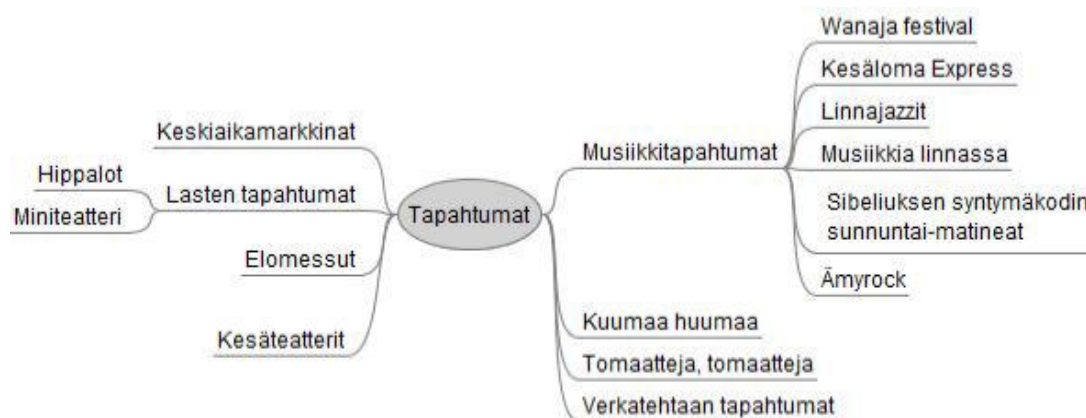 Tapahtumat
Keskiaikamarkkinat
Lasten tapahtumat
Hippalot
Miniteatteri
Elomessut
Kesäteatterit
Musiikkitapahtumat
Wanaja festival
Kesäloma Express
Linnajazzit
Musiikkia linnassa
Sibeliuksen syntymäkodin
sunnuntai-matineat
Ämyrock
Kuumaa huumaa
Tomaatteja, tomaatteja
Verkatehtaan tapahtumat